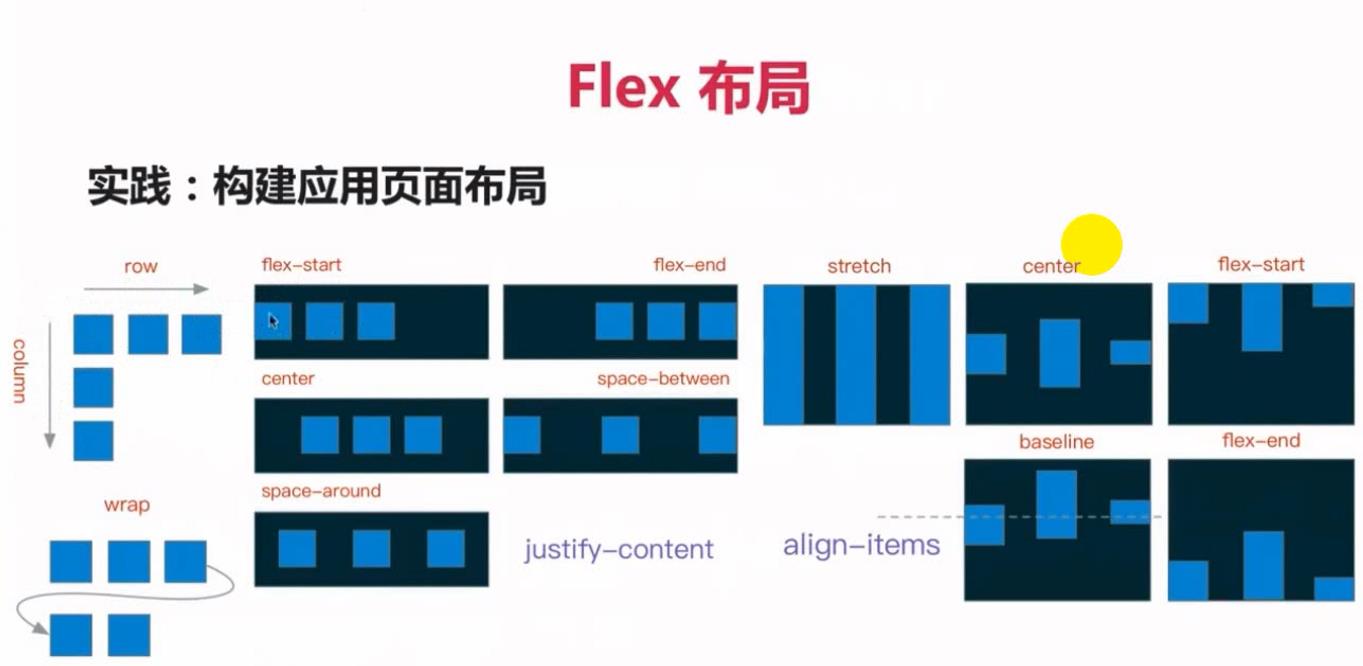 Flex 布局
实践：构建应用页面布局
row
column
wrap
flex-start
flex-end
center
space-between
space-around
justify-content
stretch
center
flex-start
baseline
flex-end
align-items